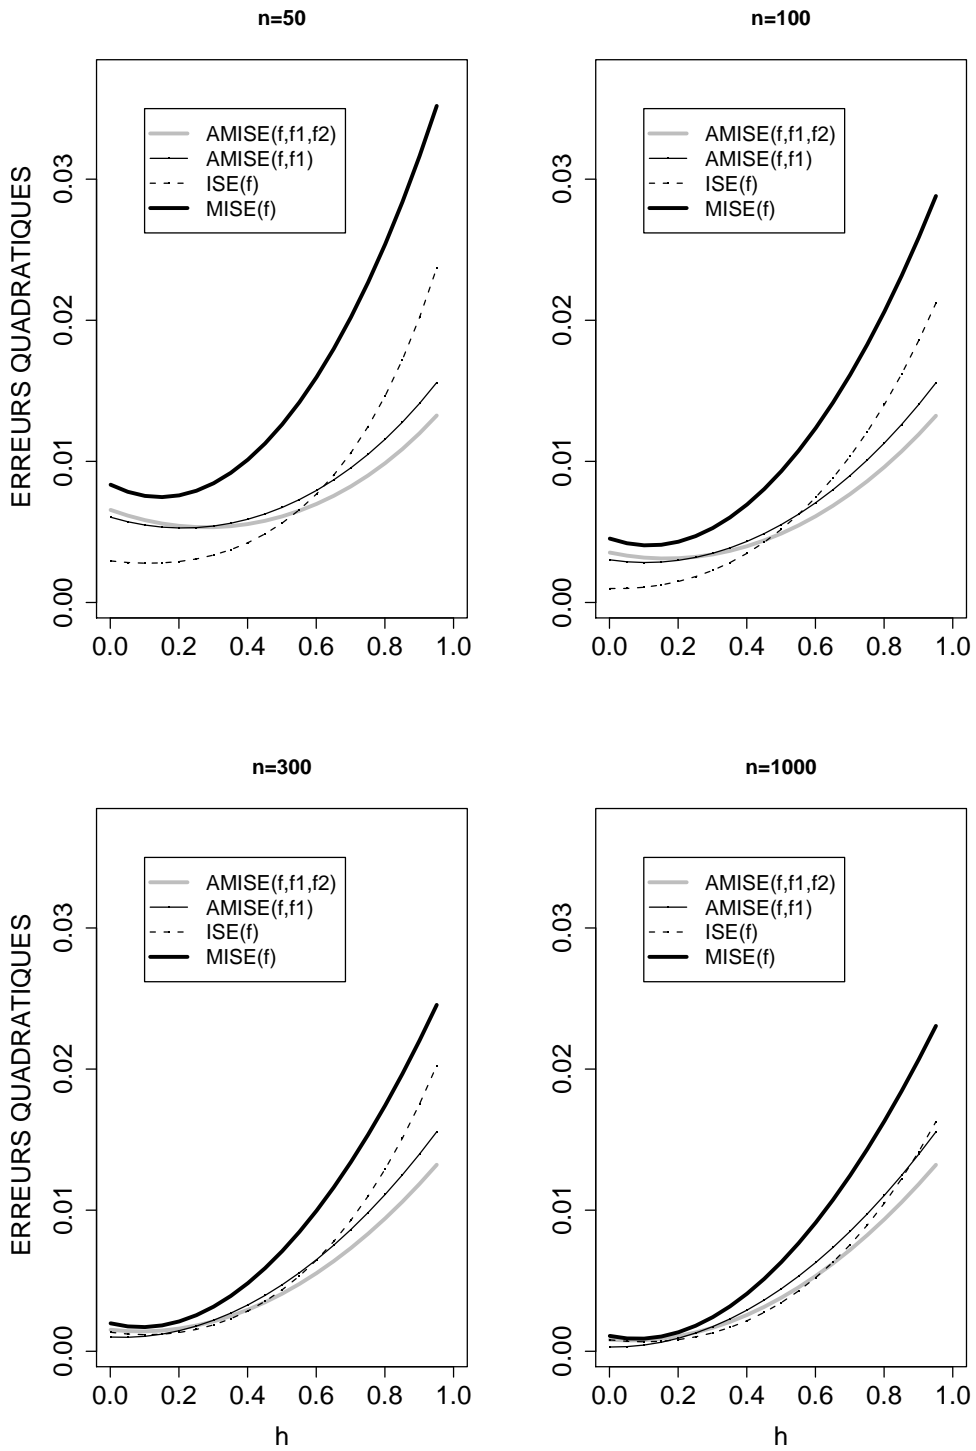 n=50
ERREURS QUADRATIQUES
0.03
0.02
0.01
0.00
AMISE(f,f1,f2)
AMISE(f,f1)
ISE(f)
MISE(f)
0.0 0.2 0.4 0.6 0.8 1.0
n=100
0.03
0.02
0.01
0.00
AMISE(f,f1,f2)
AMISE(f,f1)
ISE(f)
MISE(f)
0.0 0.2 0.4 0.6 0.8 1.0
n=300
ERREURS QUADRATIQUES
0.03
0.02
0.01
0.00
AMISE(f,f1,f2)
AMISE(f,f1)
ISE(f)
MISE(f)
0.0 0.2 0.4 0.6 0.8 1.0
h
n=1000
0.03
0.02
0.01
0.00
AMISE(f,f1,f2)
AMISE(f,f1)
ISE(f)
MISE(f)
0.0 0.2 0.4 0.6 0.8 1.0
h